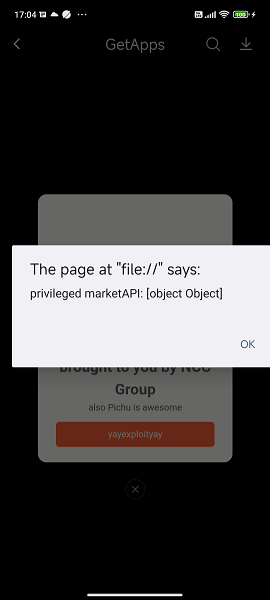 17:04
GetApps
The page at "file://" says:
privileged marketAPI: [object Object]
OK
brought to you by NCC
Group
also Pichu is awesome
yayexploityay